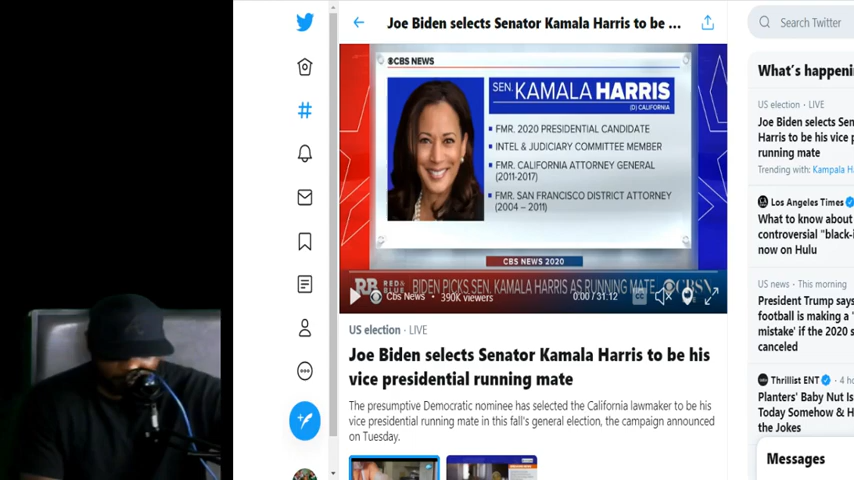 Joe Biden selects Senator Kamala Harris to be ...
Search Twitter
CBS NEWS
SEN. KAMALA HARRIS
(D) CALIFORNIA
FMR. 2020 PRESIDENTIAL CANDIDATE
INTEL & JUDICIARY COMMITTEE MEMBER
FMR. CALIFORNIA ATTORNEY GENERAL
(2011-2017)
FMR. SAN FRANCISCO DISTRICT ATTORNEY
(2004 – 2011)
CBS NEWS 2020
RED & BLUE
BIDEN PICKS SEN. KAMALA HARRIS AS RUNNING MATE
CBSN
Cbs News 390K viewers
0:00 / 31:12
US election · LIVE
Joe Biden selects Senator Kamala Harris to be his
vice presidential running mate
The presumptive Democratic nominee has selected the California lawmaker to be his
vice presidential running mate in this fall's general election, the campaign announced
on Tuesday.
What's happeni
US election · LIVE
Joe Biden selects Sen
Harris to be his vice p
running mate
Trending with: Kampala H
Los Angeles Times
What to know about
controversial "black-i
now on Hulu
US news · This morning
President Trump says
football is making a '
mistake' if the 2020 s
canceled
Thrillist ENT · 4 ho
Planters' Baby Nut Is
Today Somehow & H
the Jokes
Messages